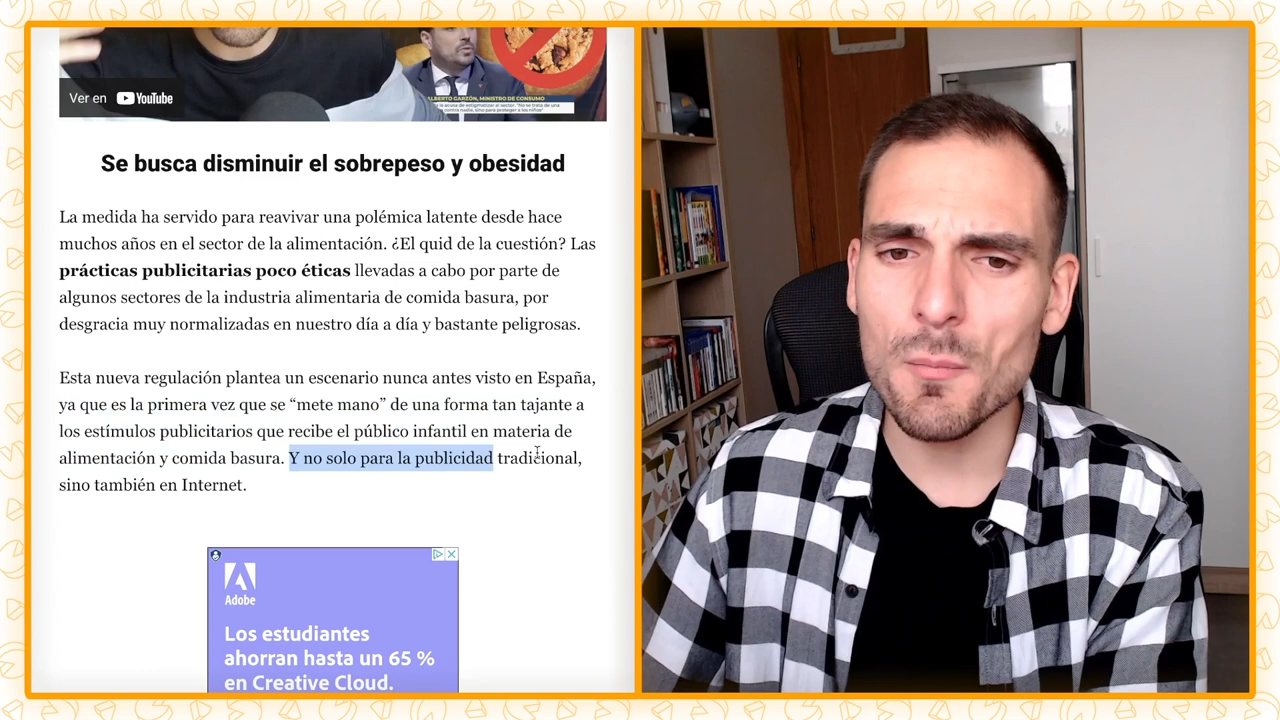 Ver en YouTube
ALBERTO GARZÓN, MINISTRO DE CONSUMO
Se busca disminuir el sobrepeso y obesidad
La medida ha servido para reavivar una polémica latente desde hace
muchos años en el sector de la alimentación. ¿El quid de la cuestión? Las
prácticas publicitarias poco éticas llevadas a cabo por parte de
algunos sectores de la industria alimentaria de comida basura, por
desgracia muy normalizadas en nuestro día a día y bastante peligrosas.
Esta nueva regulación plantea un escenario nunca antes visto en España,
ya que es la primera vez que se “mete mano” de una forma tan tajante a
los estímulos publicitarios que recibe el público infantil en materia de
alimentación y comida basura. Y no solo para la publicidad tradicional,
sino también en Internet.
Adobe
Los estudiantes
ahorran hasta un 65 %
en Creative Cloud.